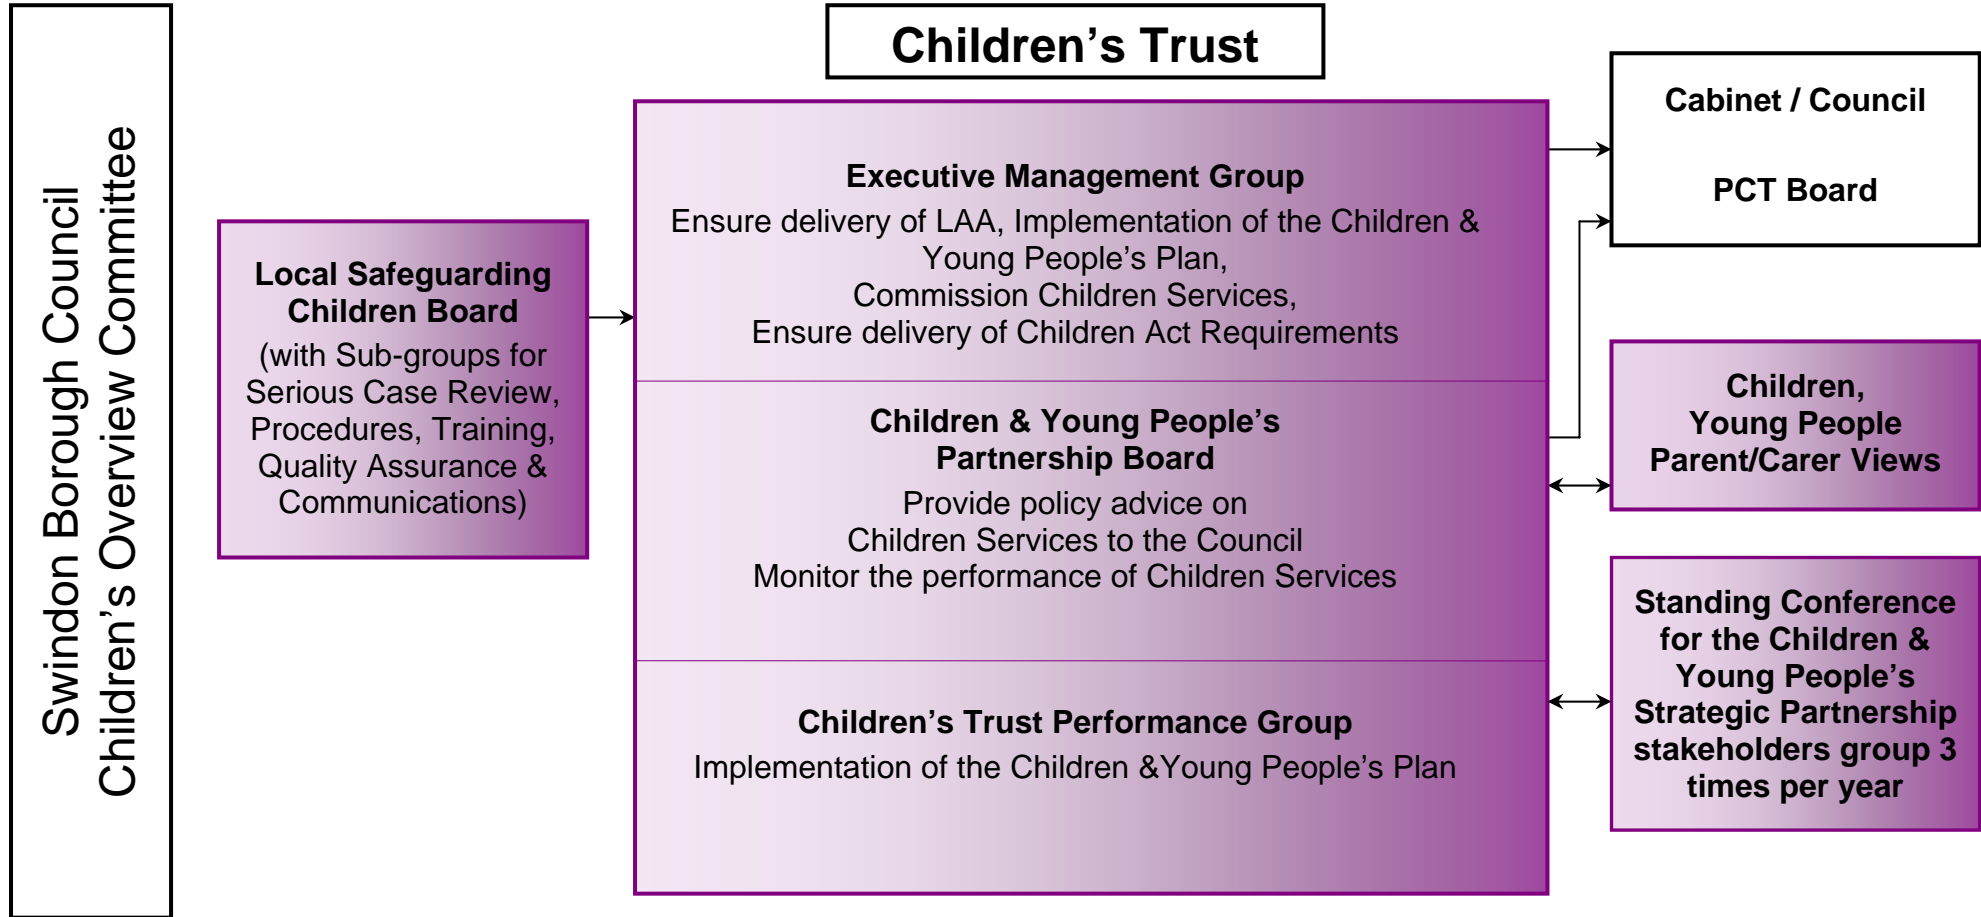 Swindon Borough Council
Children’s Overview Committee
Children’s Trust
Local Safeguarding
Children Board
(with Sub-groups for
Serious Case Review,
Procedures, Training,
Quality Assurance &
Communications)
Executive Management Group
Ensure delivery of LAA, Implementation of the Children &
Young People’s Plan,
Commission Children Services,
Ensure delivery of Children Act Requirements
Children & Young People’s
Partnership Board
Provide policy advice on
Children Services to the Council
Monitor the performance of Children Services
Children’s Trust Performance Group
Implementation of the Children &Young People’s Plan
Cabinet / Council
PCT Board
Children,
Young People
Parent/Carer Views
Standing Conference
for the Children &
Young People’s
Strategic Partnership
stakeholders group 3
times per year